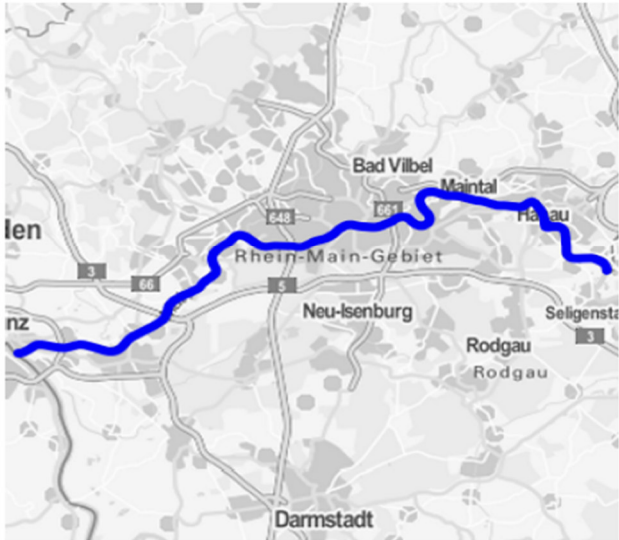 Bad Vilbel
Maintal
648
661
Hanau
den
Rhein-Main-Gebiet
3
66
5
Neu-Isenburg
Seligensta
nz
3
Rodgau
Rodgau
Darmstadt